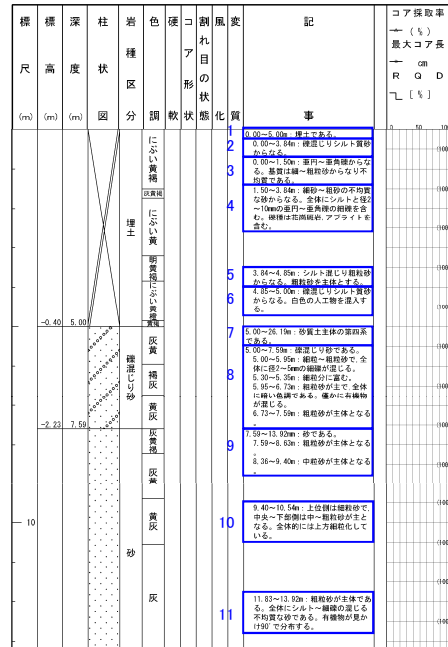 標尺
(m)
標高
(m)
深度
(m)
柱状図
岩種区分
色調
硬軟
コア形状
割れ目の状態
風化
変質
記事
コア採取率
(%)
最大コア長
cm
R Q D
[%]
0 50 100
にぶい黄褐
灰黄褐
にぶい黄
明黄褐
にぶい黄橙
黄褐
灰黄
褐灰
黄灰
灰黄褐
灰黄
黄灰
灰
埋土
礫混じり砂
砂
-0.40 5.00
-2.23 7.59
10
1
0.00~5.00m:埋土である。
2
0.00~3.84m:礫混じりシルト質砂
からなる。
3
0.00~1.50m:亜円~亜角礫からな
る。基質は細~粗粒砂からなり不
均質である。
4
1.50~3.84m:細砂~粗砂の不均質
な砂からなる。全体にシルトと径2
~10mmの亜円~亜角礫の細礫を含
む。礫種は花崗斑岩、アプライトを
含む。
5
3.84~4.85m:シルト混じり粗粒砂
からなる。粗粒砂を主体とする。
6
4.85~5.00m:礫混じりシルト質砂
からなる。白色の人工物を混入す
る。
7
5.00~26.19m:砂質土主体の第四系
である。
8
5.00~7.59m:礫混じり砂である。
5.00~5.95m:細粒~粗粒砂で、全
体に径2~5mmの細礫が混じる。
5.30~5.35m:細粒分に富む。
5.95~6.73m:粗粒砂が主で、全体
に暗い色調である。僅かに有機物
が混じる。
6.73~7.59m:粗粒砂が主体となる。
9
7.59~13.92mm:砂である。
7.59~8.63m:粗粒砂が主体となる。
8.36~9.40m:中粒砂が主体となる。
10
9.40~10.54m:上位側は細粒砂で、
中央~下部側は中~粗粒砂が主と
なる。全体的には上方細粒化して
いる。
11
11.83~13.92m:粗粒砂が主体であ
る。全体にシルト~細礫の混じる
不均質な砂である。有機物が見か
け90°で分布する。